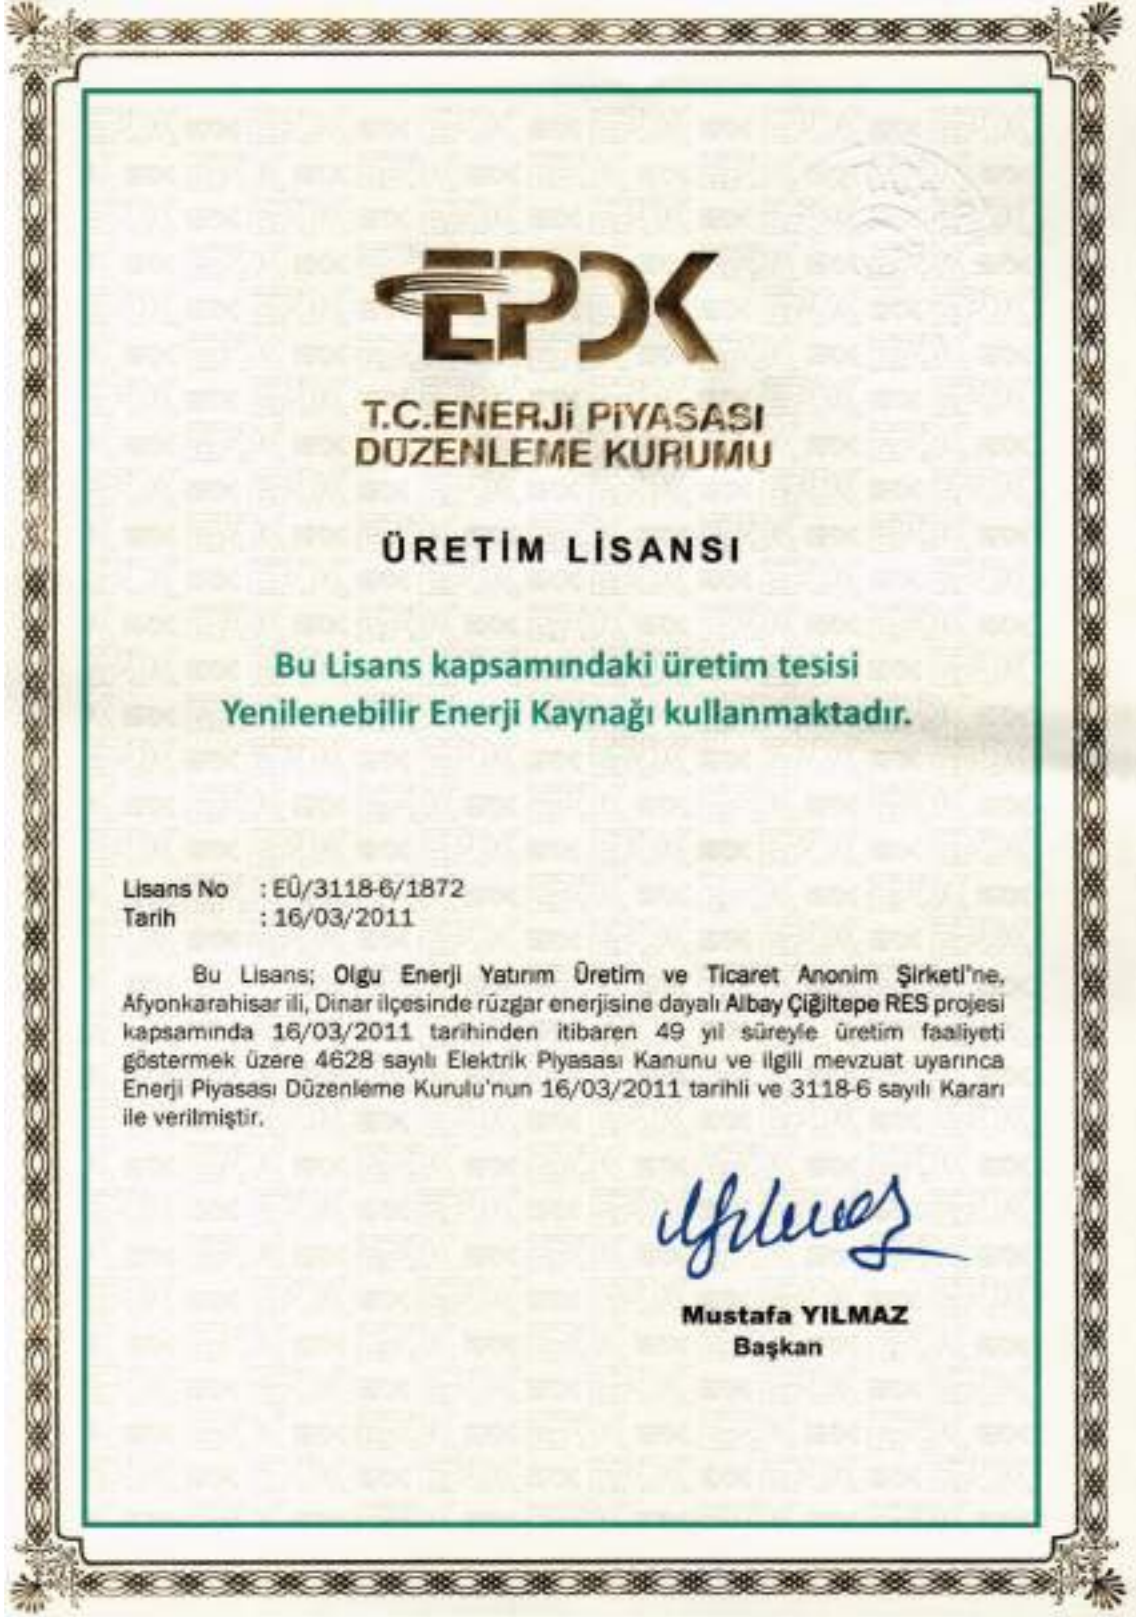 EPDK
T.C.ENERJİ PİYASASI
DÜZENLEME KURUMU
ÜRETİM LİSANSI
Bu Lisans kapsamındaki üretim tesisi
Yenilenebilir Enerji Kaynağı kullanmaktadır.
Lisans No : EÜ/3118-6/1872
Tarih : 16/03/2011
Bu Lisans; Olgu Enerji Yatırım Üretim ve Ticaret Anonim Şirketi'ne,
Afyonkarahisar ili, Dinar ilçesinde rüzgar enerjisine dayalı Albay Çiğiltepe RES projesi
kapsamında 16/03/2011 tarihinden itibaren 49 yıl süreyle üretim faaliyeti
göstermek üzere 4628 sayılı Elektrik Piyasası Kanunu ve ilgili mevzuat uyarınca
Enerji Piyasası Düzenleme Kurulu'nun 16/03/2011 tarihli ve 3118-6 sayılı Kararı
ile verilmiştir.
Mustafa YILMAZ
Başkan